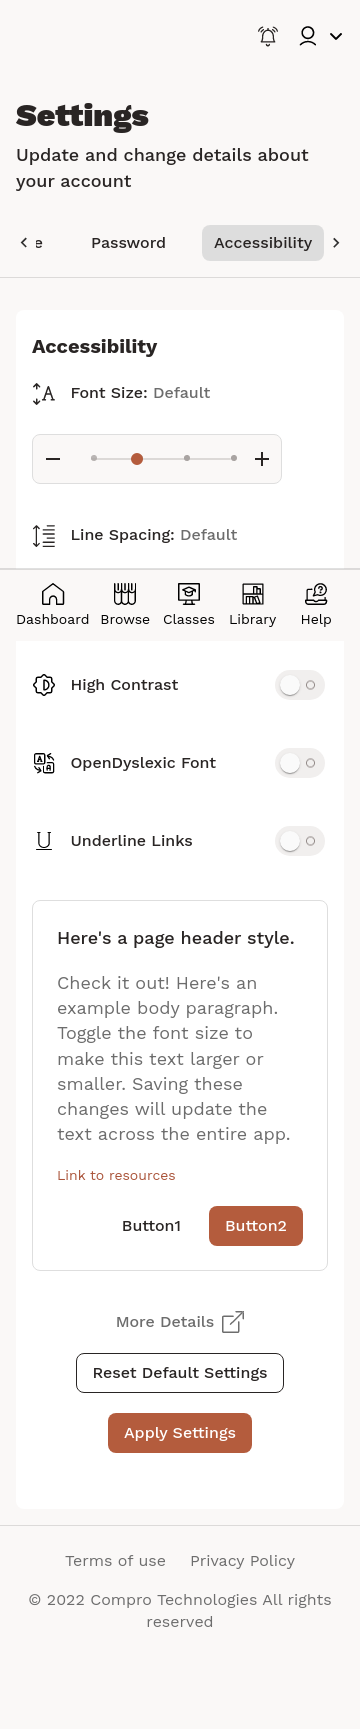 Settings
Update and change details about
your account
e
Password
Accessibility
Accessibility
Font Size: Default
Line Spacing: Default
Dashboard Browse Classes Library Help
High Contrast
OpenDyslexic Font
Underline Links
Here's a page header style.
Check it out! Here's an
example body paragraph.
Toggle the font size to
make this text larger or
smaller. Saving these
changes will update the
text across the entire app.
Link to resources
Button1 Button2
More Details
Reset Default Settings
Apply Settings
Terms of use Privacy Policy
© 2022 Compro Technologies All rights
reserved